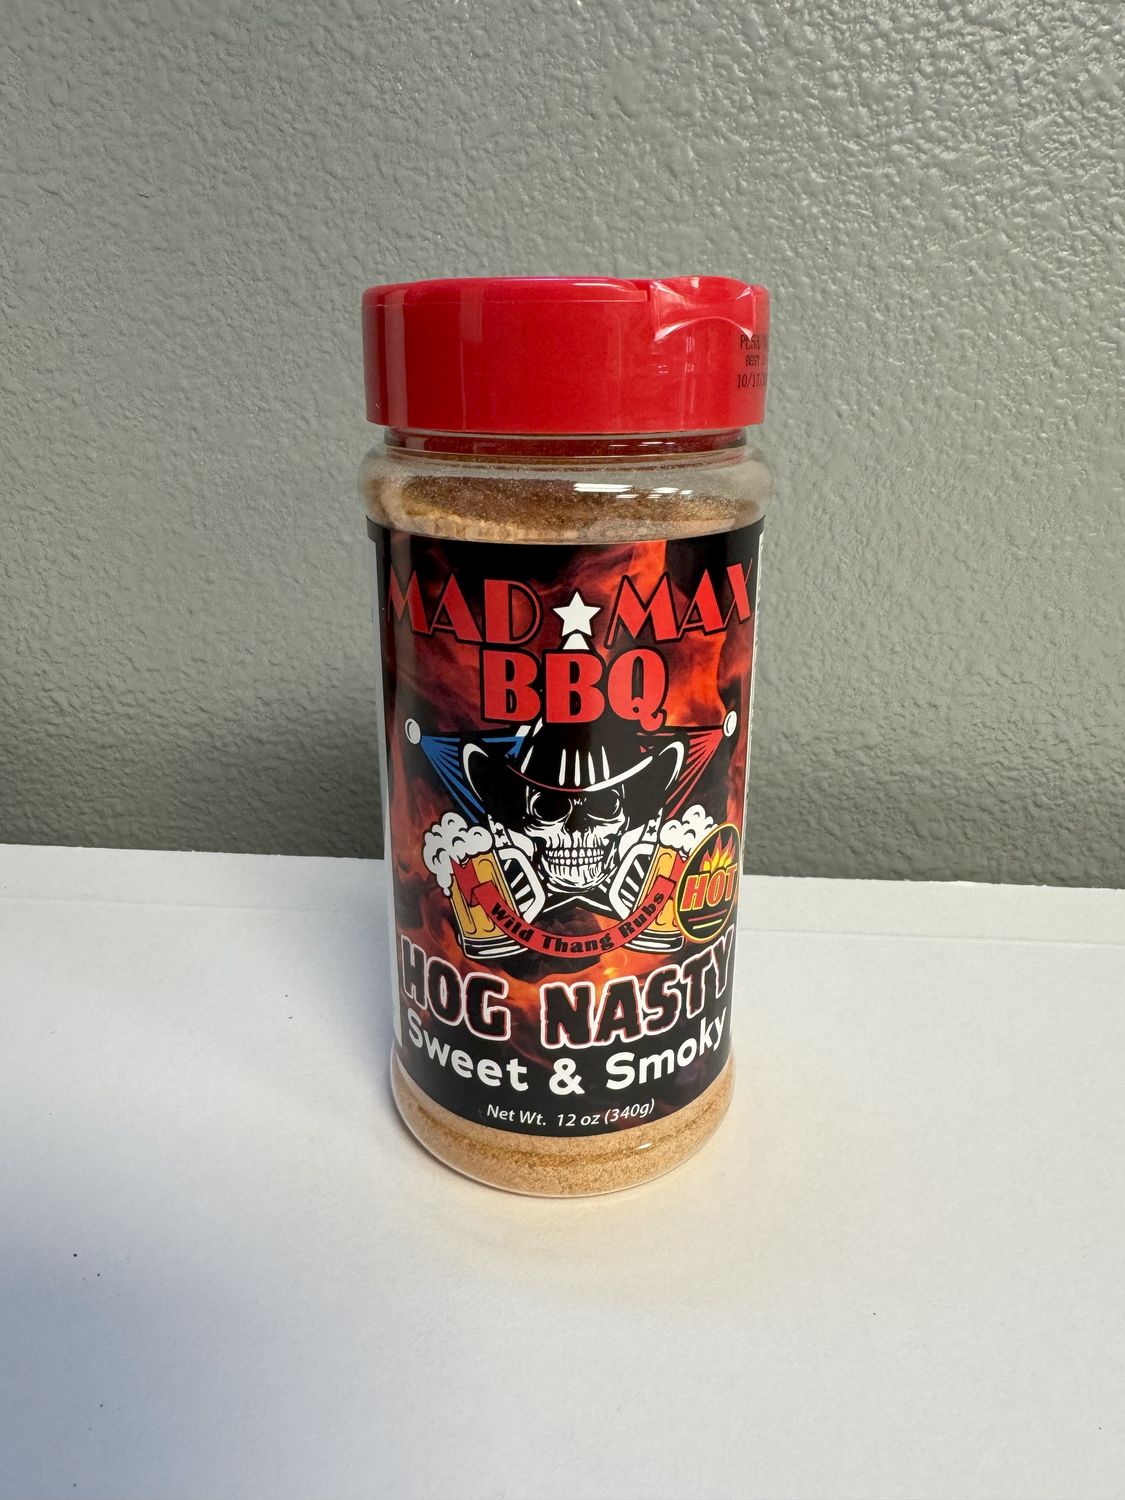 MAD MAX
BBQ
HOT
Wild Thang Rubs
HOG NASTY
Sweet & Smoky
Net Wt. 12 oz (340g)